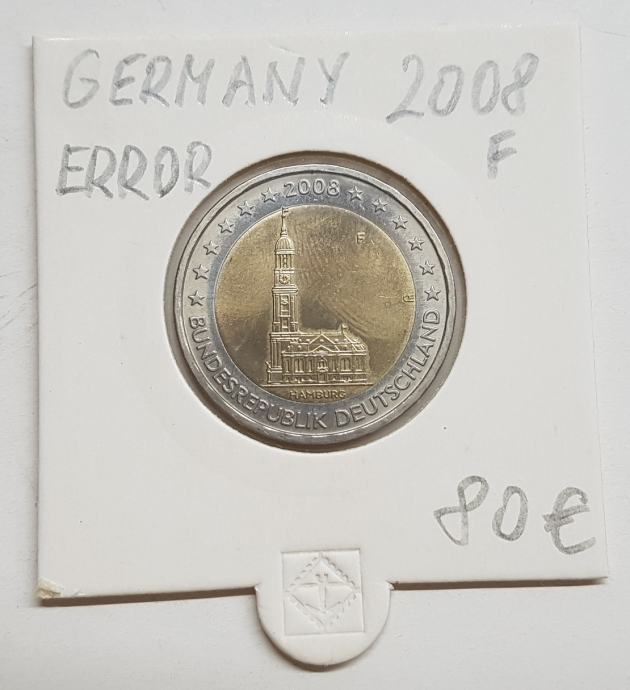 GERMANY 2008
ERROR F
2008
F
BUNDESREPUBLIK DEUTSCHLAND
HAMBURG
80€